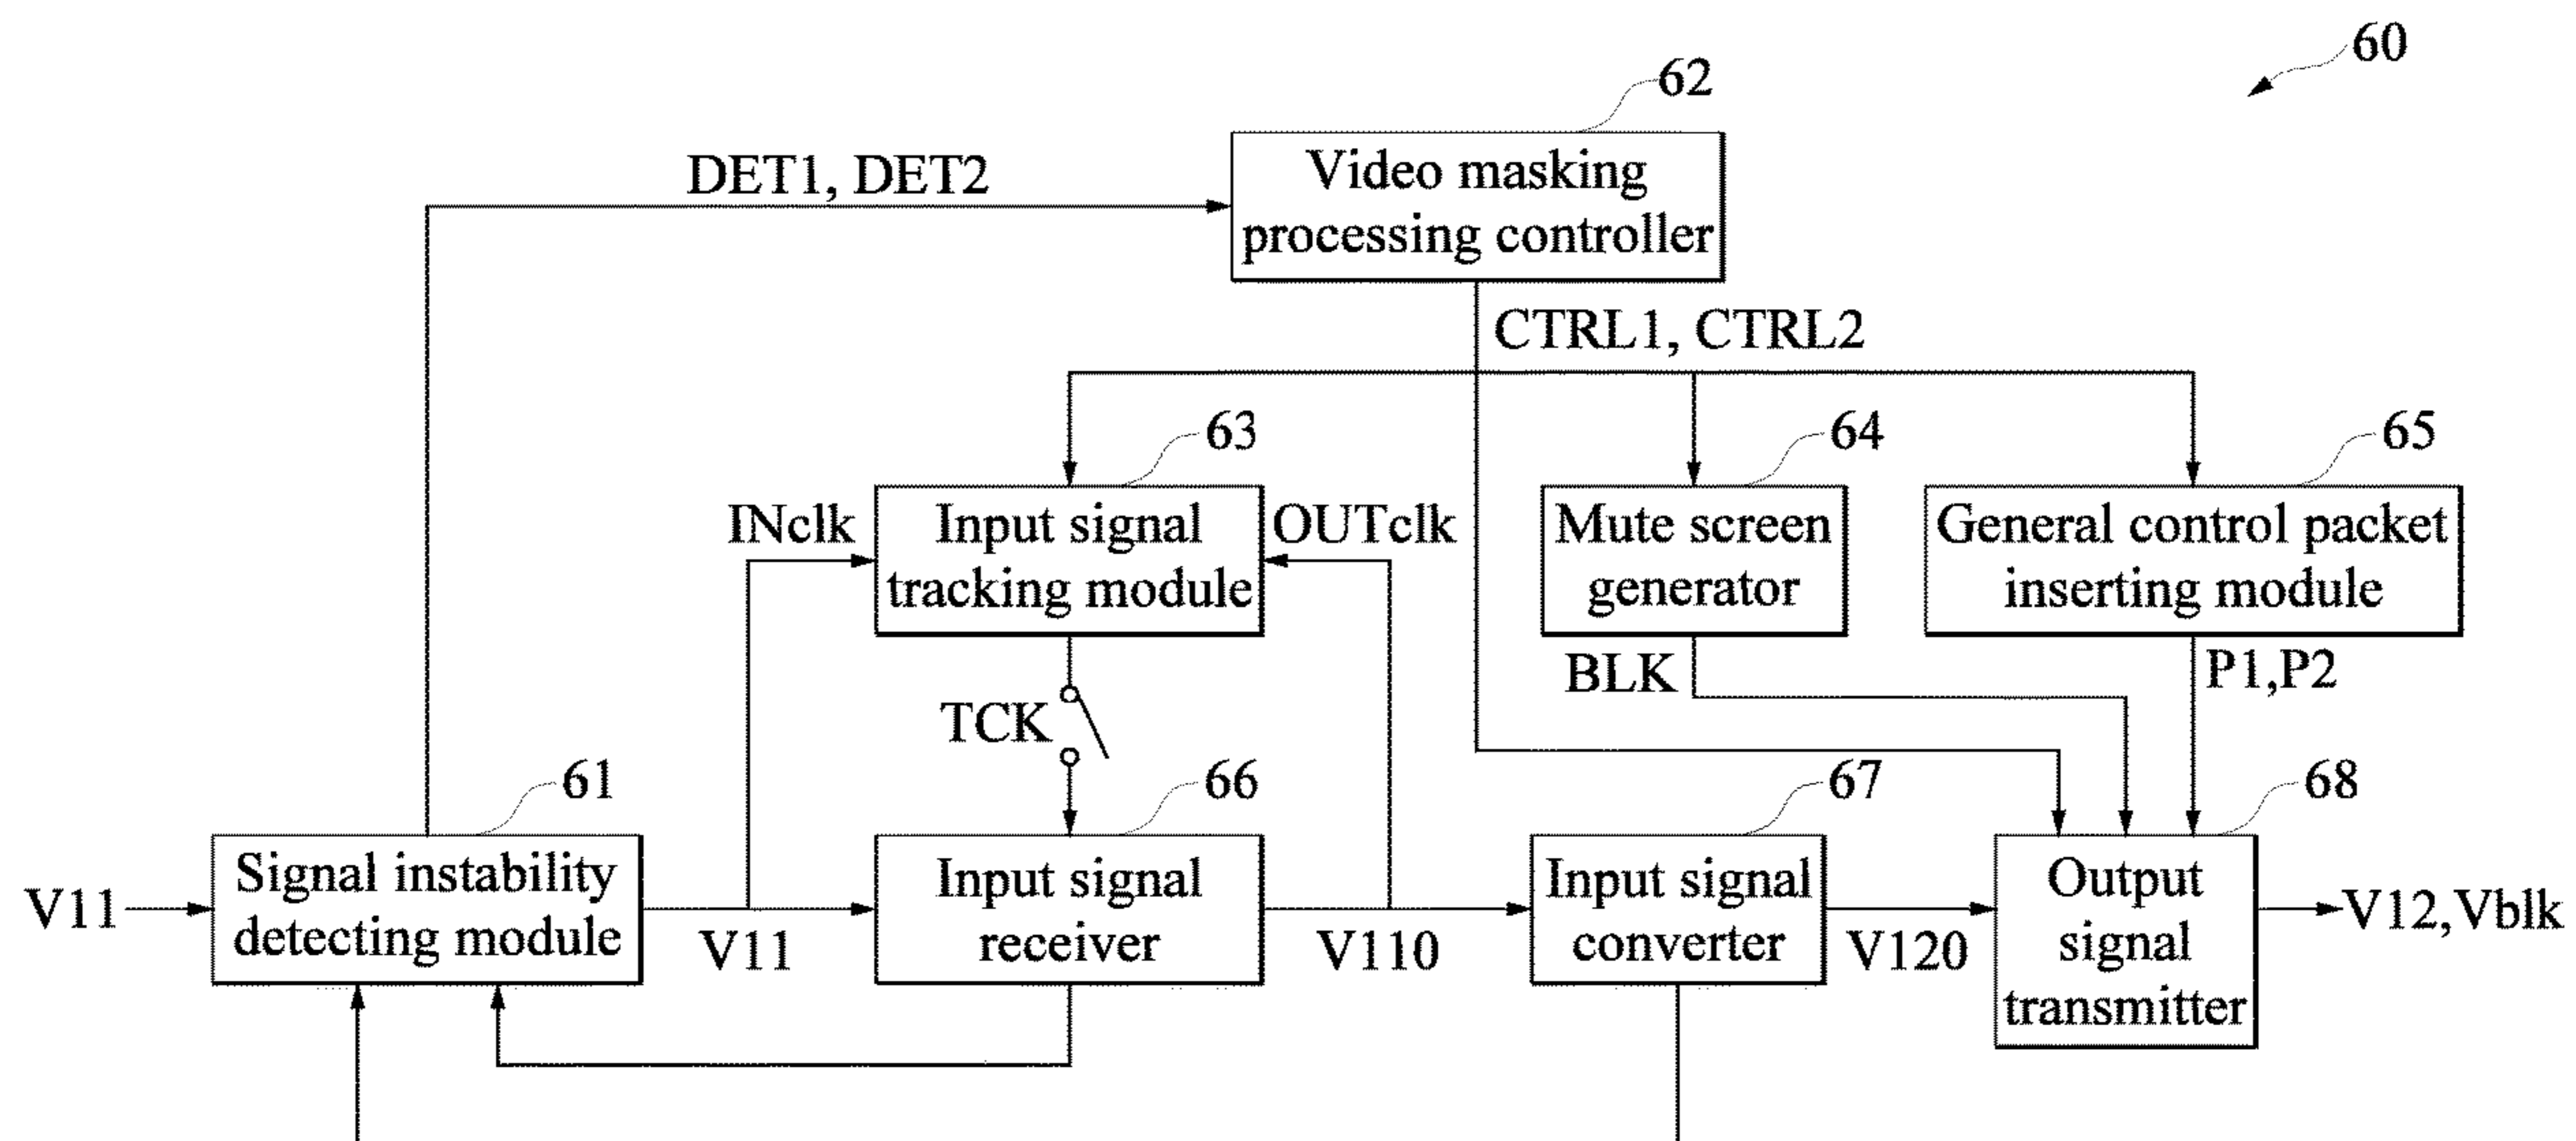 60
62
Video masking
processing controller
DET1, DET2
CTRL1, CTRL2
63
64
65
INclk
Input signal
tracking module
OUTclk
Mute screen
generator
General control packet
inserting module
BLK
P1,P2
TCK
61
66
67
68
V11
Signal instability
detecting module
V11
Input signal
receiver
V110
Input signal
converter
V120
Output
signal
transmitter
V12,Vblk